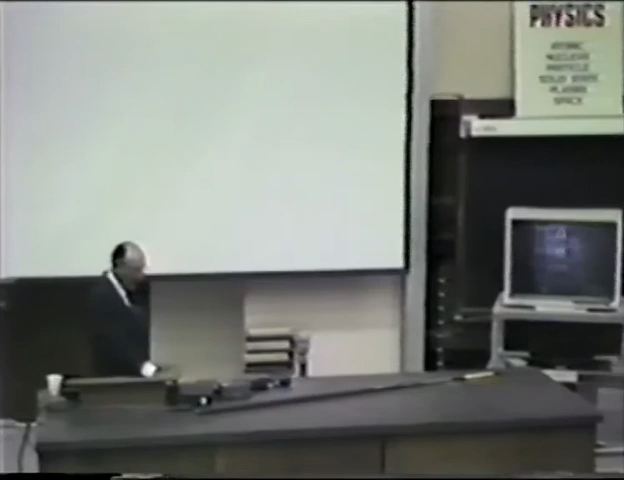 PHYSICS
ATOMIC
NUCLEAR
PARTICLE
SOLID STATE
PLASMA
SPACE